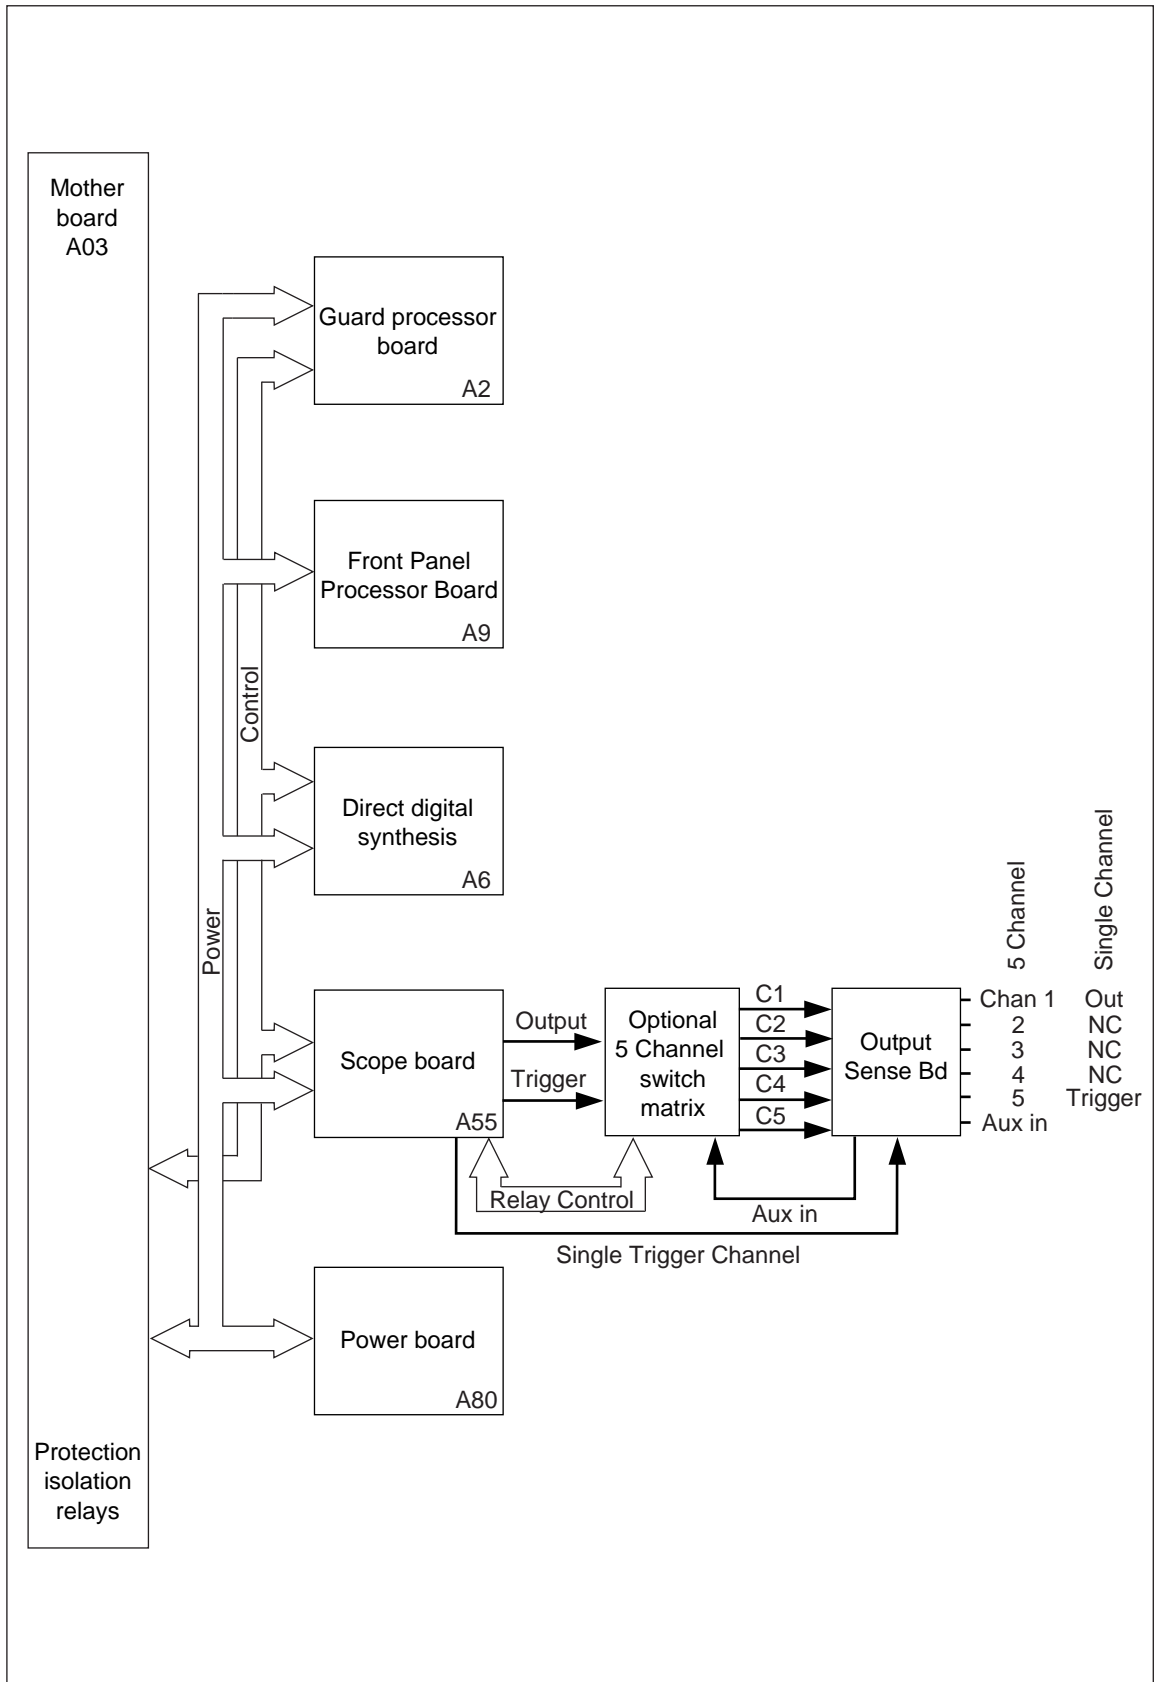 Mother
board
A03
Guard processor
board
A2
Front Panel
Processor Board
A9
Control
Direct digital
synthesis
A6
Power
5 Channel
Single Channel
Scope board
A55
Output
Trigger
Optional
5 Channel
switch
matrix
C1
C2
C3
C4
C5
Output
Sense Bd
Chan 1 Out
2 NC
3 NC
4 NC
5 Trigger
Aux in
Relay Control
Aux in
Single Trigger Channel
Power board
A80
Protection
isolation
relays